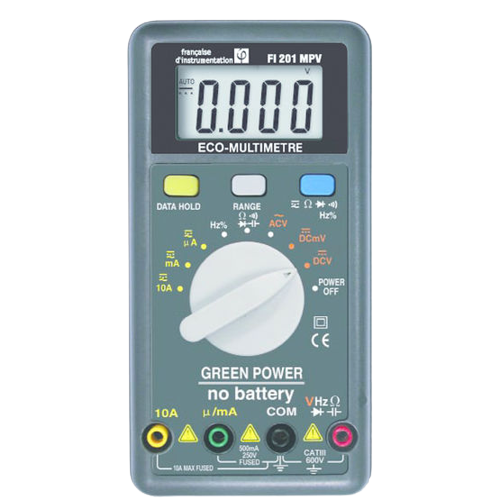 française
d'instrumentation φ FI 201 MPV
AUTO
V
0.000
ECO-MULTIMETRE
DATA HOLD
RANGE
Ω
Hz%
Hz%
Ω
ACV
µA
DCmV
mA
DCV
10A
POWER
OFF
CE
GREEN POWER
no battery
10A
µ/mA
COM
VHzΩ
10A MAX FUSED
500mA
250V
FUSED
CATIII
600V